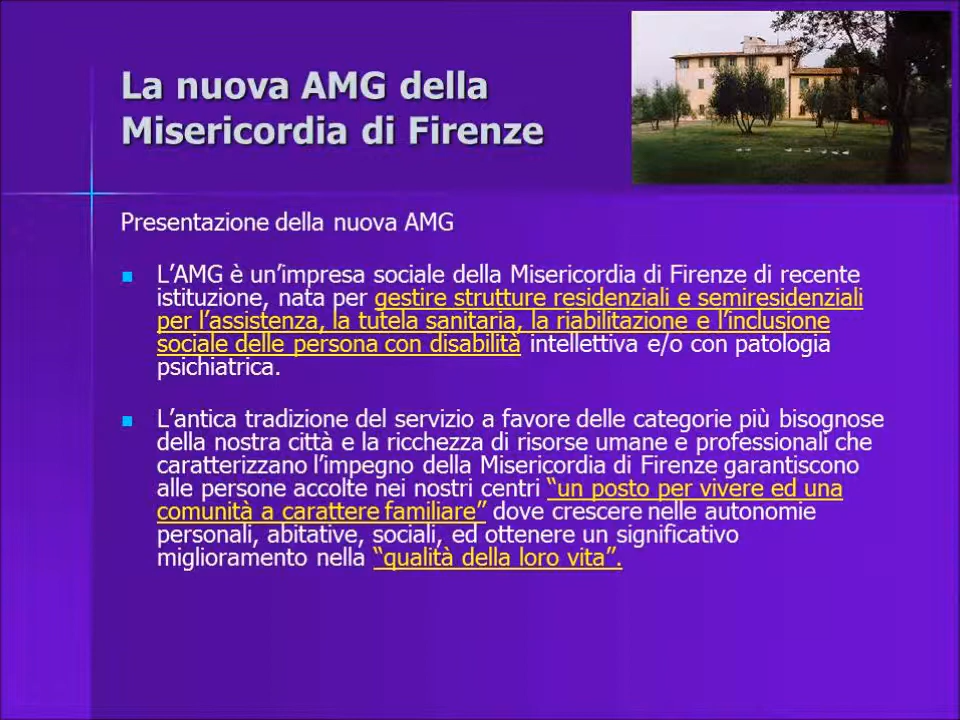 La nuova AMG della
Misericordia di Firenze
Presentazione della nuova AMG
L’AMG è un’impresa sociale della Misericordia di Firenze di recente
istituzione, nata per gestire strutture residenziali e semiresidenziali
per l’assistenza, la tutela sanitaria, la riabilitazione e l’inclusione
sociale delle persona con disabilità intellettiva e/o con patologia
psichiatrica.
L’antica tradizione del servizio a favore delle categorie più bisognose
della nostra città e la ricchezza di risorse umane e professionali che
caratterizzano l’impegno della Misericordia di Firenze garantiscono
alle persone accolte nei nostri centri “un posto per vivere ed una
comunità a carattere familiare” dove crescere nelle autonomie
personali, abitative, sociali, ed ottenere un significativo
miglioramento nella “qualità della loro vita”.